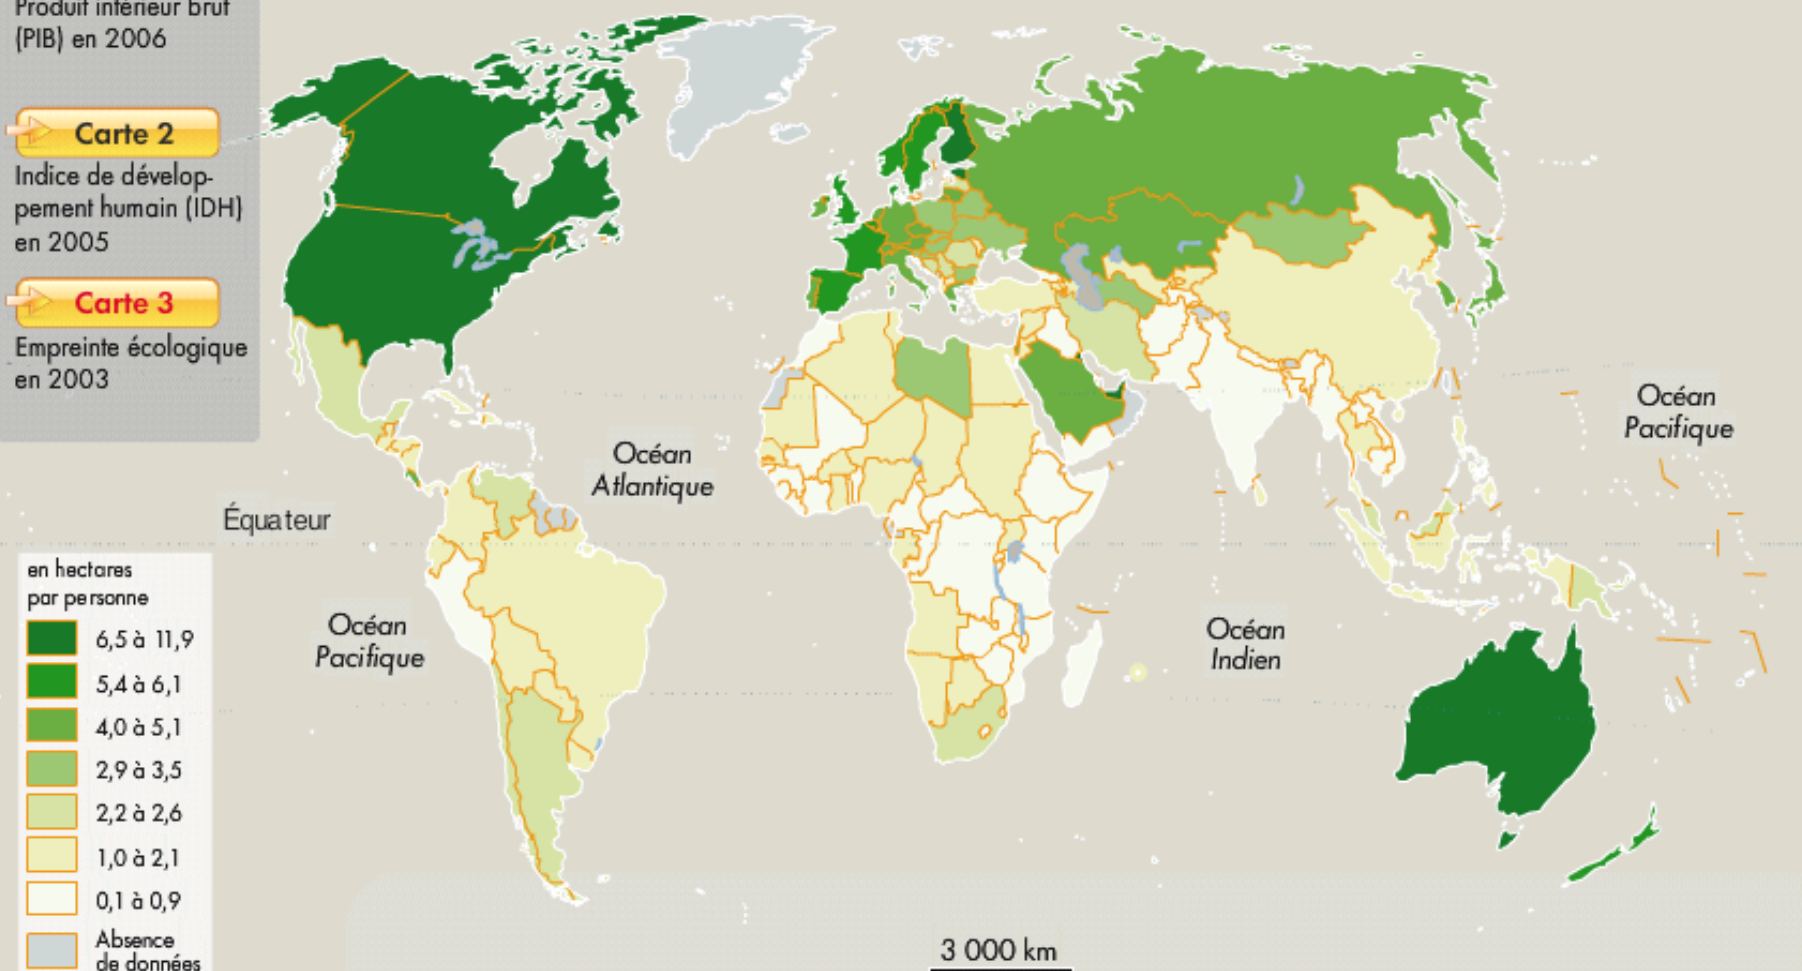 Produit intérieur brut
(PIB) en 2006
Carte 2
Indice de dévelop-
pement humain (IDH)
en 2005
Carte 3
Empreinte écologique
en 2003
Océan
Atlantique
Océan
Pacifique
Équateur
Océan
Pacifique
Océan
Indien
en hectares
par personne
6,5 à 11,9
5,4 à 6,1
4,0 à 5,1
2,9 à 3,5
2,2 à 2,6
1,0 à 2,1
0,1 à 0,9
Absence
de données
3 000 km